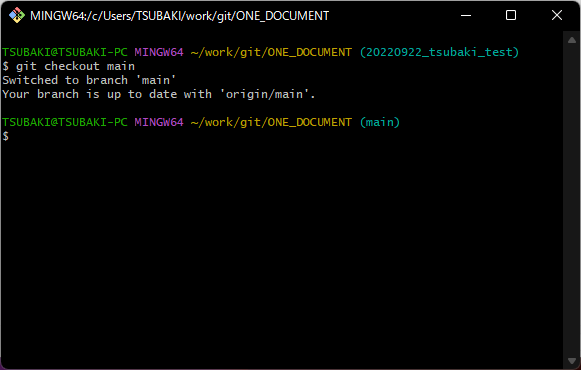 MINGW64:/c/Users/TSUBAKI/work/git/ONE_DOCUMENT
TSUBAKI@TSUBAKI-PC MINGW64 ~/work/git/ONE_DOCUMENT (20220922_tsubaki_test)
$ git checkout main
Switched to branch 'main'
Your branch is up to date with 'origin/main'.
TSUBAKI@TSUBAKI-PC MINGW64 ~/work/git/ONE_DOCUMENT (main)
$